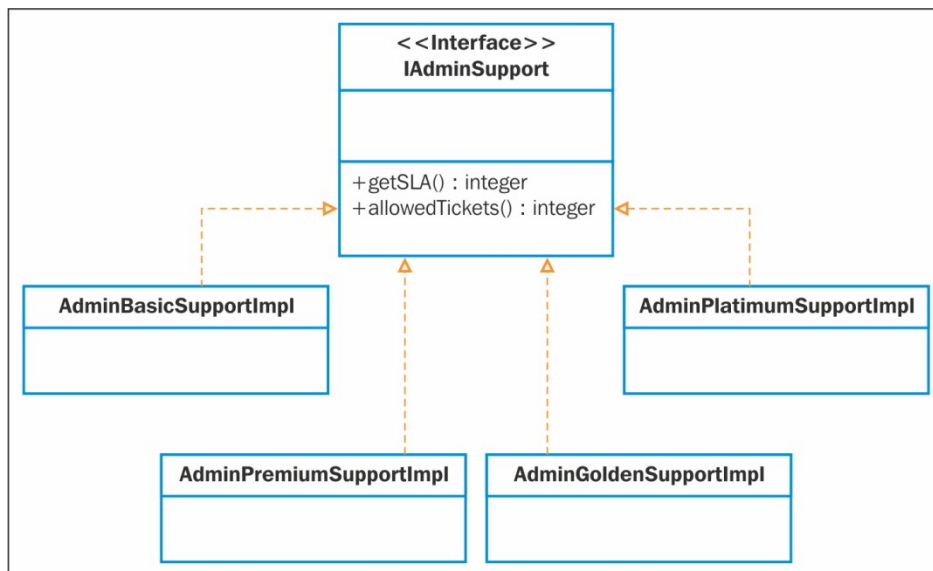 <<Interface>>
IAdminSupport
+getSLA() : integer
+allowedTickets() : integer
AdminBasicSupportImpl
AdminPlatimumSupportImpl
AdminPremiumSupportImpl
AdminGoldenSupportImpl